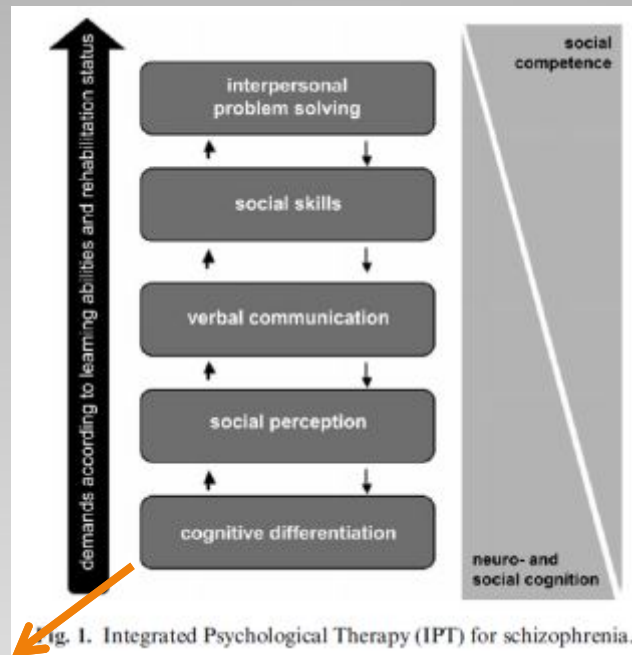 demands according to learning abilities and rehabilitation status
social
competence
interpersonal
problem solving
social skills
verbal communication
social perception
cognitive differentiation
neuro- and
social cognition
Fig. 1. Integrated Psychological Therapy (IPT) for schizophrenia.